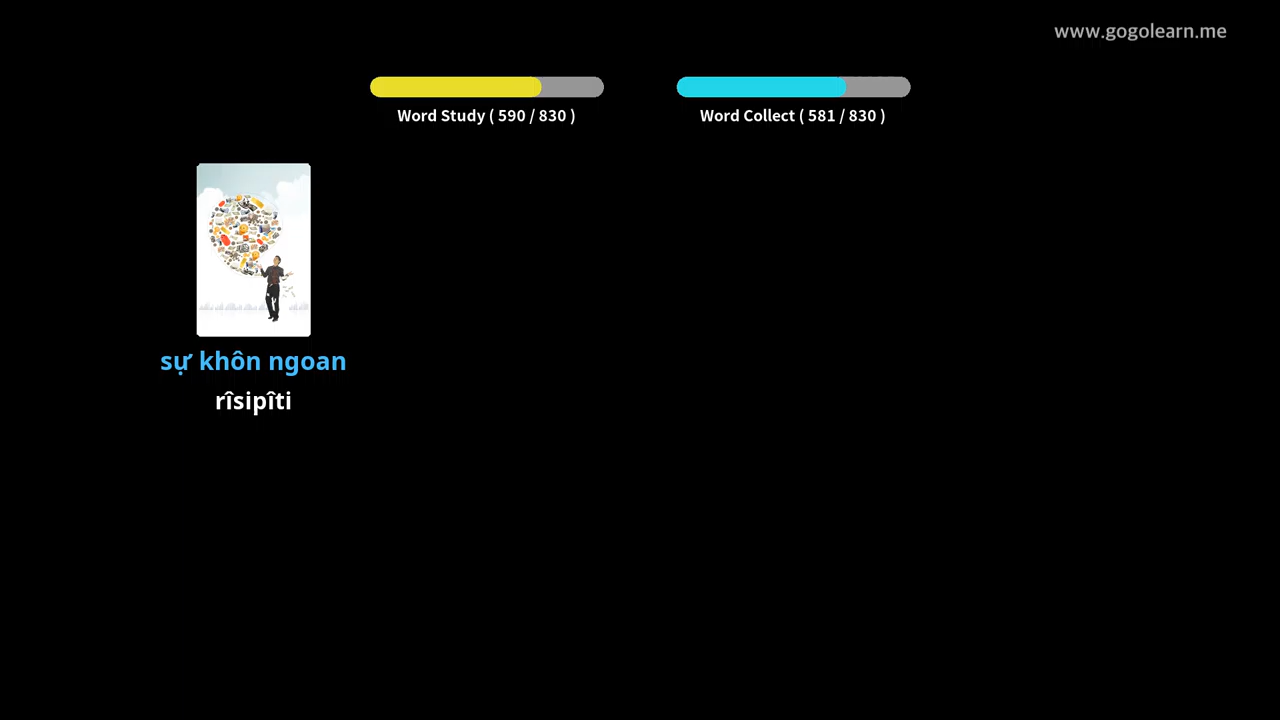 www.gogolearn.me
Word Study ( 590 / 830 )
Word Collect ( 581 / 830 )
sự khôn ngoan
rîsipîti